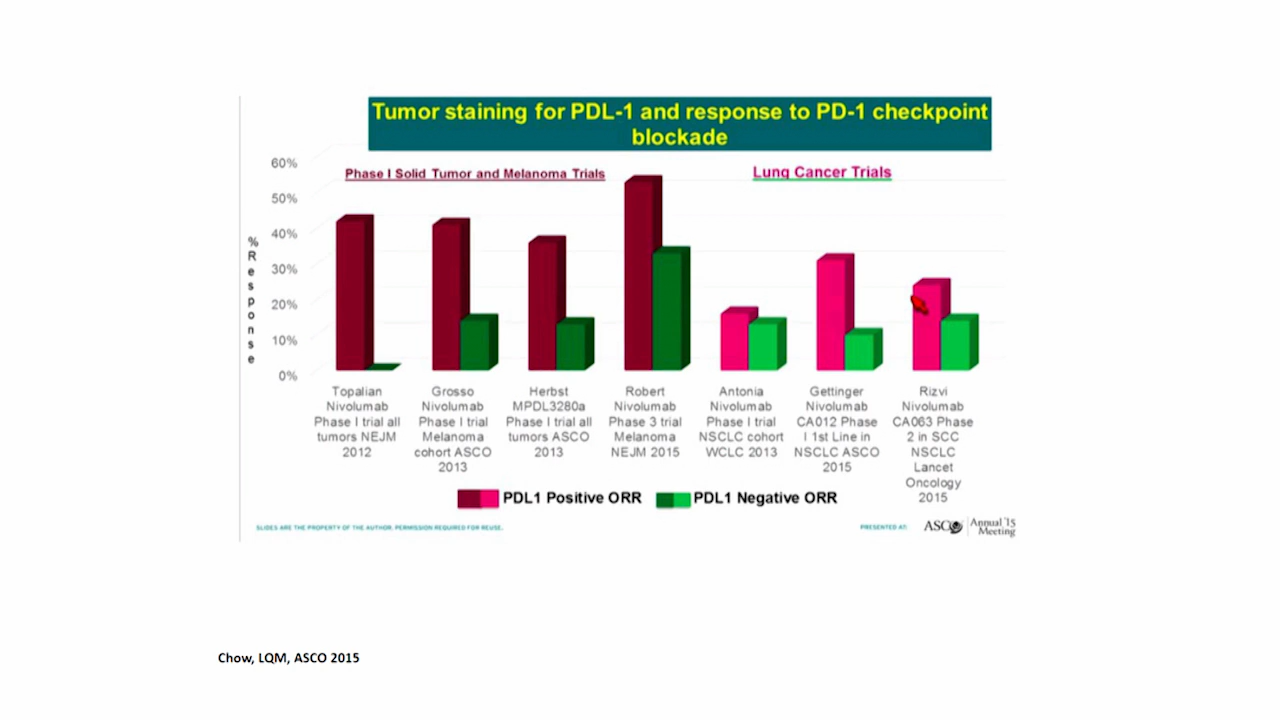 Tumor staining for PDL-1 and response to PD-1 checkpoint
blockade
Phase I Solid Tumor and Melanoma Trials
Lung Cancer Trials
% Response
60%
50%
40%
30%
20%
10%
0%
Topalian
Nivolumab
Phase I trial all
tumors NEJM
2012
Grosso
Nivolumab
Phase I trial
Melanoma
cohort ASCO
2013
Herbst
MPDL3280a
Phase I trial all
tumors ASCO
2013
Robert
Nivolumab
Phase 3 trial
Melanoma
NEJM 2015
Antonia
Nivolumab
Phase I trial
NSCLC cohort
WCLC 2013
Gettinger
Nivolumab
CA012 Phase
I 1st Line in
NSCLC ASCO
2015
Rizvi
Nivolumab
CA063 Phase
2 in SCC
NSCLC
Lancet
Oncology
2015
PDL1 Positive ORR
PDL1 Negative ORR
SLIDES ARE THE PROPERTY OF THE AUTHOR. PERMISSION REQUIRED FOR REUSE.
PRESENTED AT:
ASCO
Annual '15
Meeting
Chow, LQM, ASCO 2015